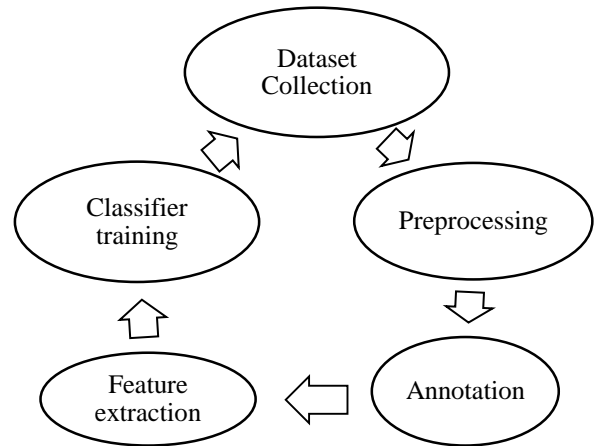 Dataset
Collection
Preprocessing
Annotation
Feature
extraction
Classifier
training